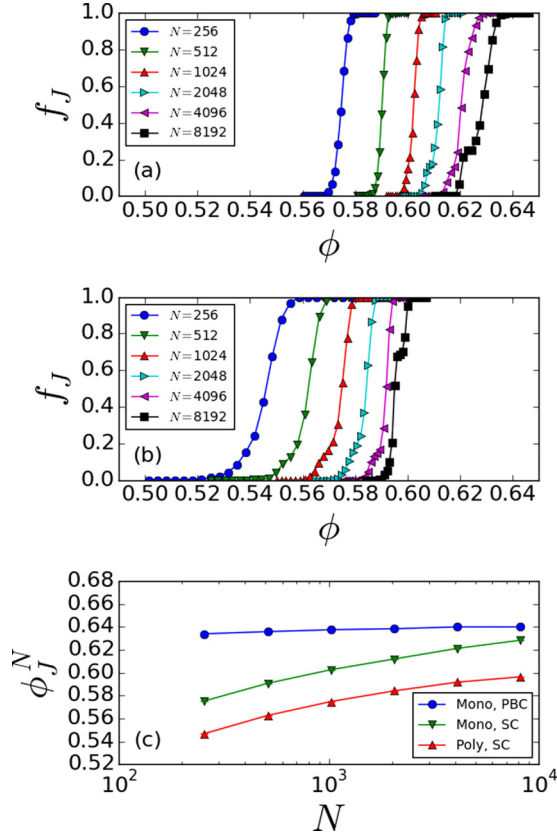 f_J
1.0
0.8
0.6
0.4
0.2
0.0
N=256
N=512
N=1024
N=2048
N=4096
N=8192
(a)
0.50 0.52 0.54 0.56 0.58 0.60 0.62 0.64
ϕ
f_J
1.0
0.8
0.6
0.4
0.2
0.0
N=256
N=512
N=1024
N=2048
N=4096
N=8192
(b)
0.50 0.52 0.54 0.56 0.58 0.60 0.62 0.64
ϕ
ϕ_J^N
0.68
0.66
0.64
0.62
0.60
0.58
0.56
0.54
0.52
(c)
Mono, PBC
Mono, SC
Poly, SC
10^2 10^3 10^4
N